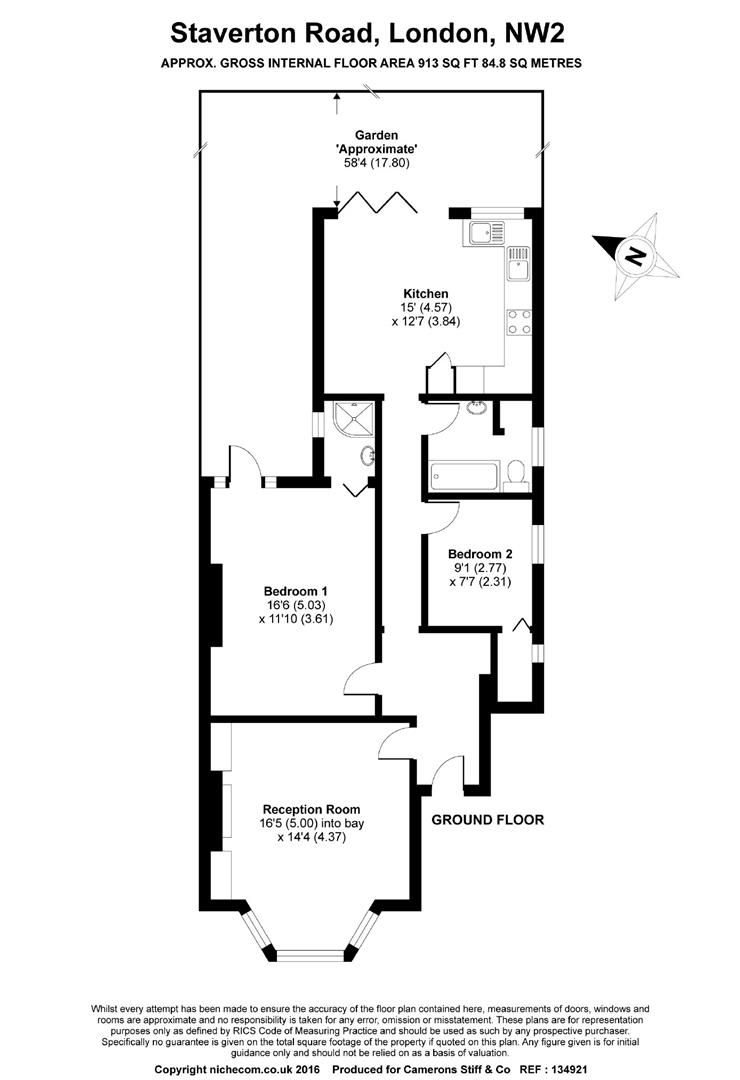 Staverton Road, London, NW2
APPROX. GROSS INTERNAL FLOOR AREA 913 SQ FT 84.8 SQ METRES
Garden
'Approximate'
58'4 (17.80)
N
Kitchen
15' (4.57)
x 12'7 (3.84)
Bedroom 2
9'1 (2.77)
x 7'7 (2.31)
Bedroom 1
16'6 (5.03)
x 11'10 (3.61)
Reception Room
16'5 (5.00) into bay
x 14'4 (4.37)
GROUND FLOOR
Whilst every attempt has been made to ensure the accuracy of the floor plan contained here, measurements of doors, windows and
rooms are approximate and no responsibility is taken for any error, omission or misstatement. These plans are for representation
purposes only as defined by RICS Code of Measuring Practice and should be used as such by any prospective purchaser.
Specifically no guarantee is given on the total square footage of the property if quoted on this plan. Any figure given is for initial
guidance only and should not be relied on as a basis of valuation.
Copyright nichecom.co.uk 2016 Produced for Camerons Stiff & Co REF : 134921